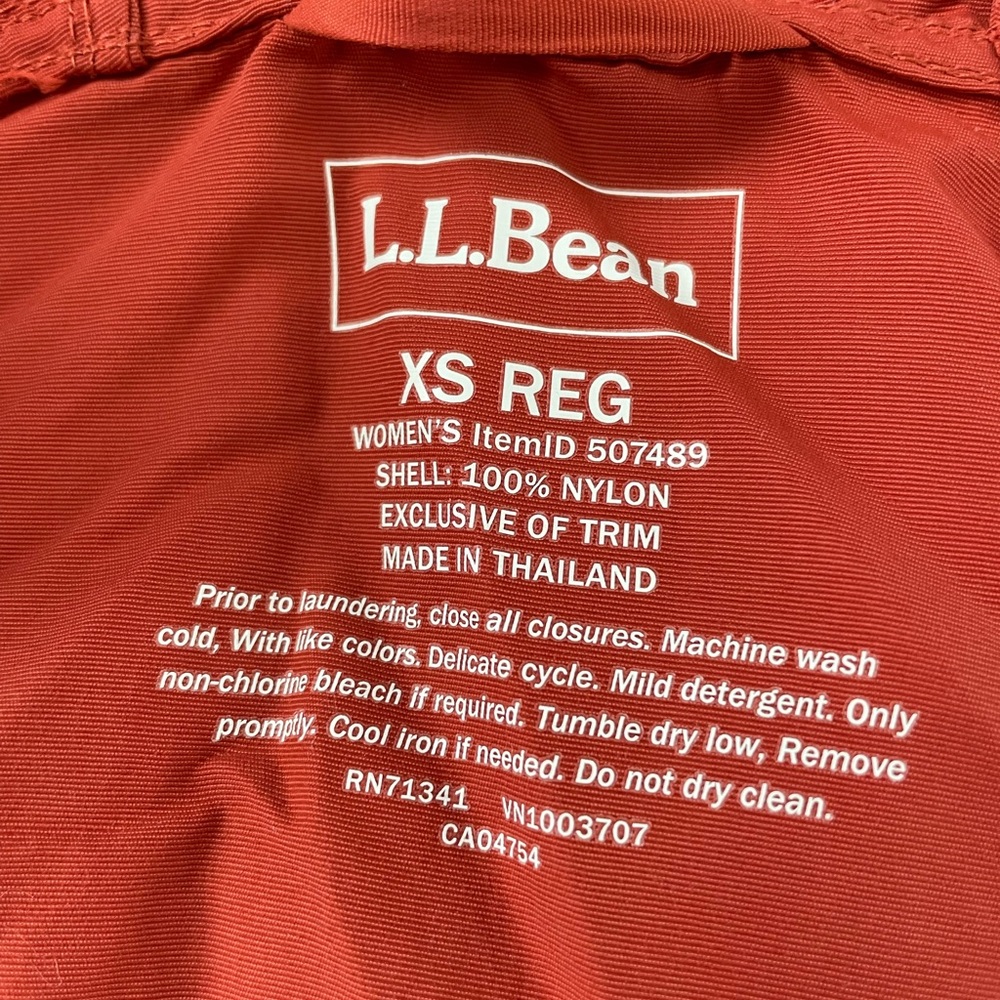 L.L.Bean
XS REG
WOMEN'S ItemID 507489
SHELL: 100% NYLON
EXCLUSIVE OF TRIM
MADE IN THAILAND
Prior to laundering, close all closures. Machine wash
cold, With like colors. Delicate cycle. Mild detergent. Only
non-chlorine bleach if required. Tumble dry low, Remove
promptly. Cool iron if needed. Do not dry clean.
RN71341 VN1003707
CA04754